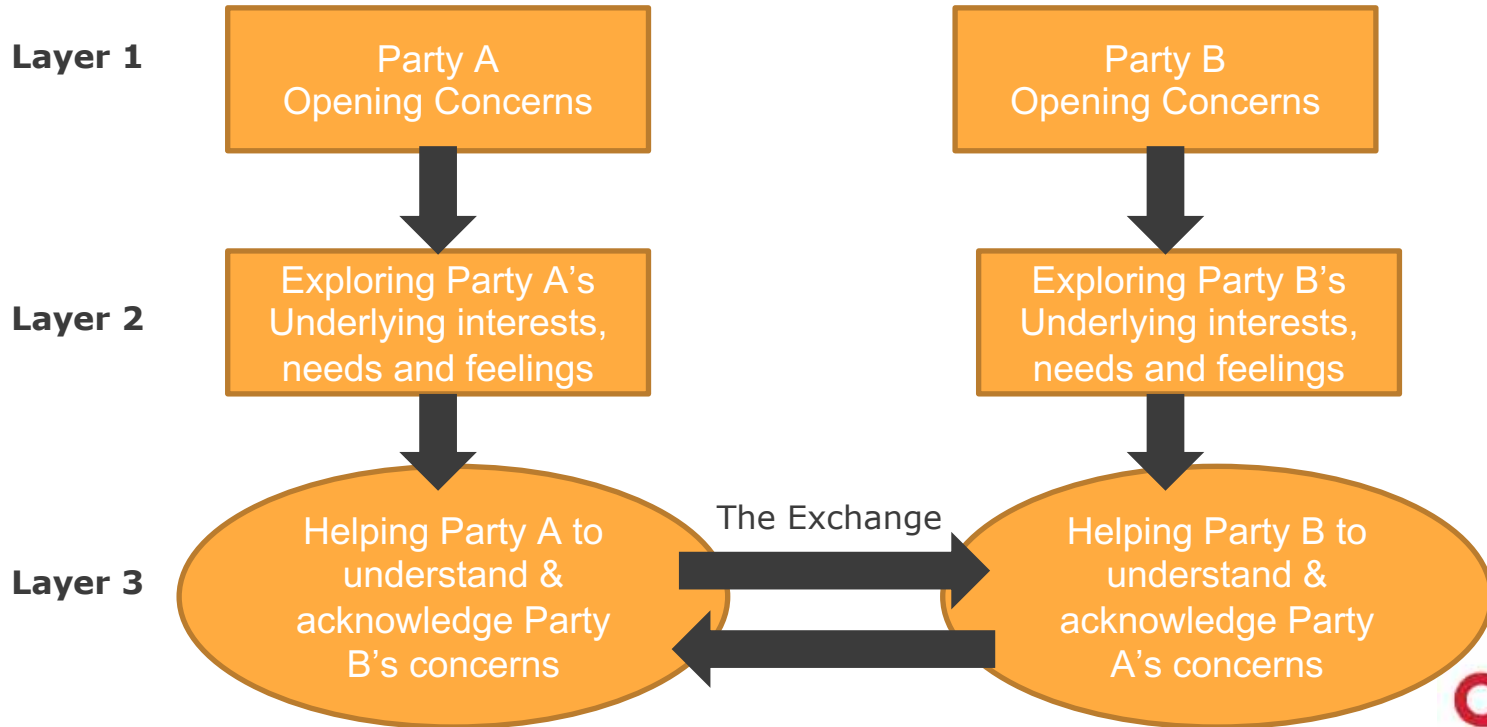 Layer 1
Party A
Opening Concerns
Party B
Opening Concerns
Layer 2
Exploring Party A’s
Underlying interests,
needs and feelings
Exploring Party B’s
Underlying interests,
needs and feelings
Layer 3
Helping Party A to
understand &
acknowledge Party
B’s concerns
The Exchange
Helping Party B to
understand &
acknowledge Party
A’s concerns